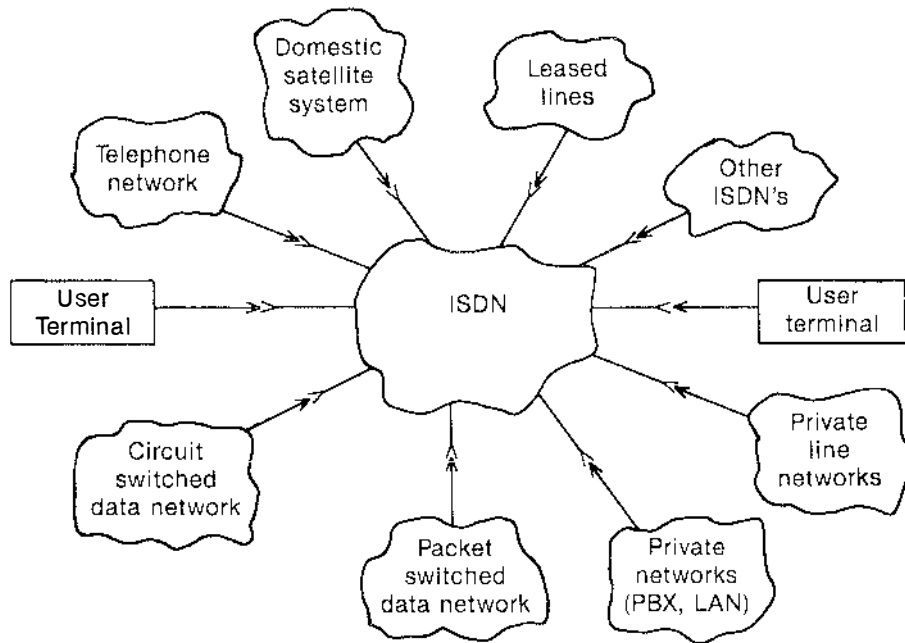 Domestic
satellite
system
Leased
lines
Telephone
network
Other
ISDN's
User
Terminal
ISDN
User
terminal
Circuit
switched
data network
Packet
switched
data network
Private
networks
(PBX, LAN)
Private
line
networks